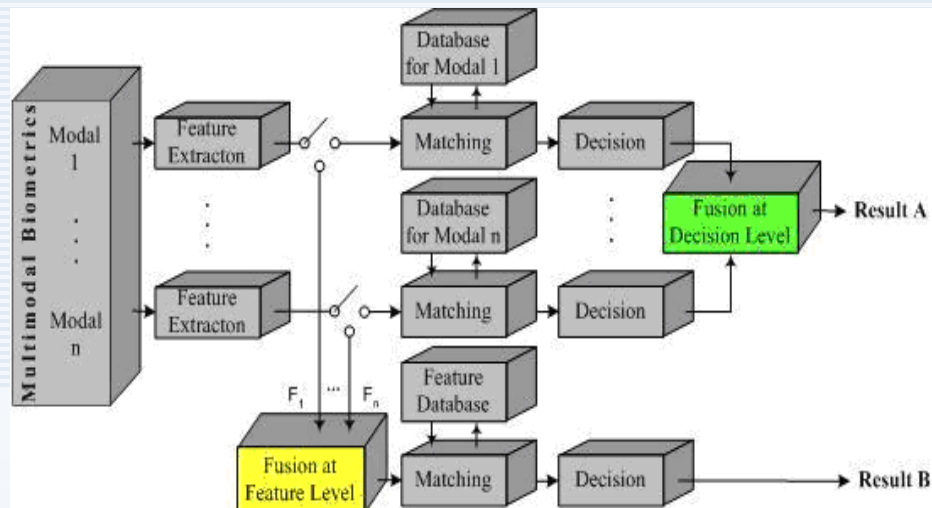 Multimodal Biometrics
Modal
1
Modal
n
Feature
Extracton
Database
for Modal 1
Matching
Decision
Fusion at
Decision Level
Result A
Database
for Modal n
Feature
Extracton
Matching
Decision
F1 ... Fn
Feature
Database
Fusion at
Feature Level
Matching
Decision
Result B